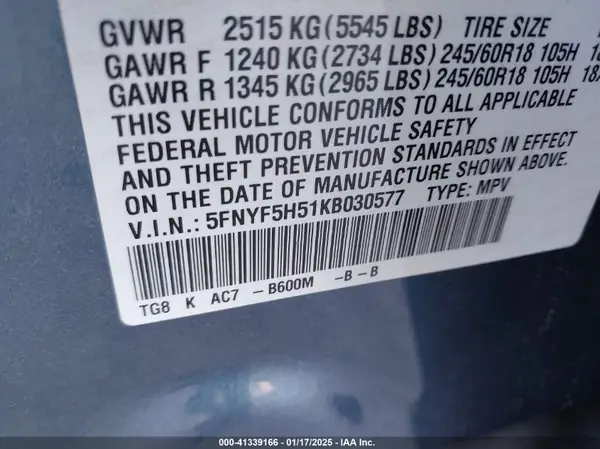 GVWR 2515 KG (5545 LBS) TIRE SIZE
GAWR F 1240 KG (2734 LBS) 245/60R18 105H 18
GAWR R 1345 KG (2965 LBS) 245/60R18 105H 18
THIS VEHICLE CONFORMS TO ALL APPLICABLE
FEDERAL MOTOR VEHICLE SAFETY
AND THEFT PREVENTION STANDARDS IN EFFECT
ON THE DATE OF MANUFACTURE SHOWN ABOVE.
V.I.N.: 5FNYF5H51KB030577 TYPE: MPV
TG8 K AC7 -B600M -B-B
000-41339166 - 01/17/2025 - IAA Inc.